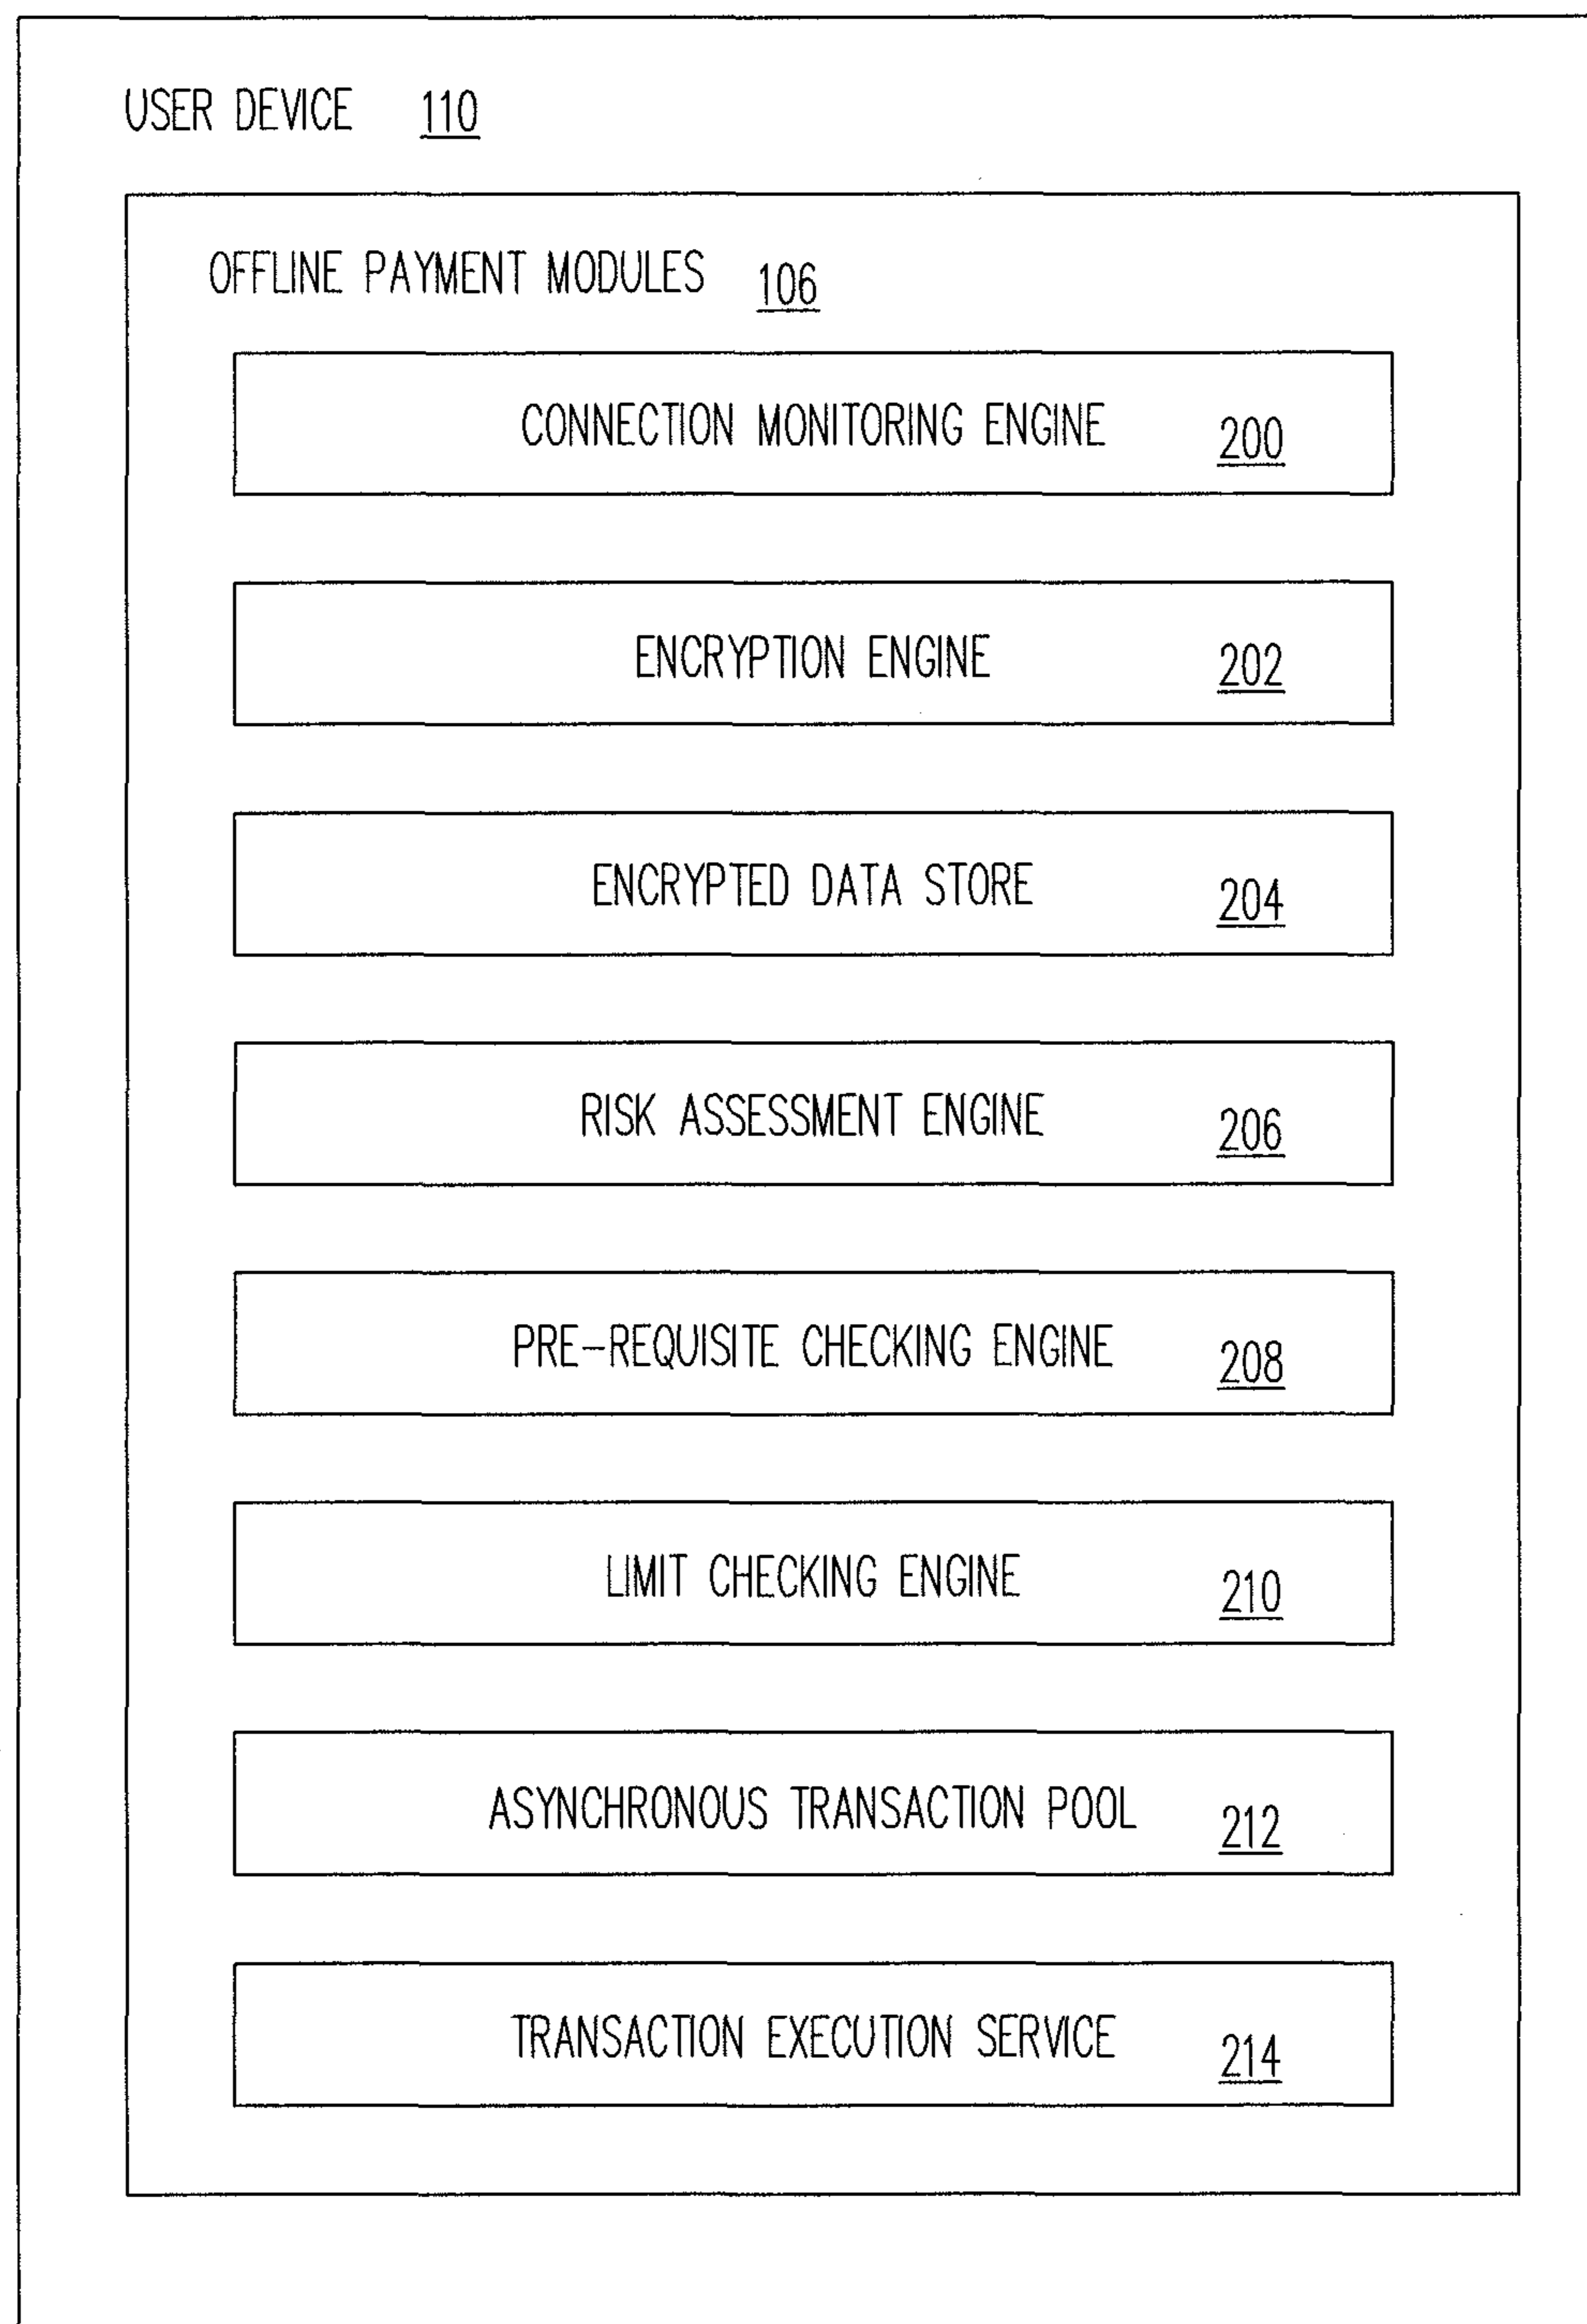 USER DEVICE 110
OFFLINE PAYMENT MODULES 106
CONNECTION MONITORING ENGINE 200
ENCRYPTION ENGINE 202
ENCRYPTED DATA STORE 204
RISK ASSESSMENT ENGINE 206
PRE-REQUISITE CHECKING ENGINE 208
LIMIT CHECKING ENGINE 210
ASYNCHRONOUS TRANSACTION POOL 212
TRANSACTION EXECUTION SERVICE 214